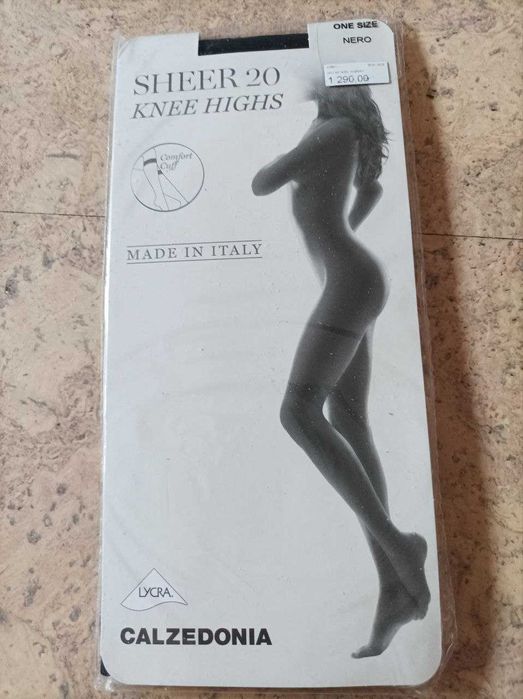 ONE SIZE
NERO
1 290,00
SHEER 20
KNEE HIGHS
Comfort
Cuff
MADE IN ITALY
LYCRA
CALZEDONIA